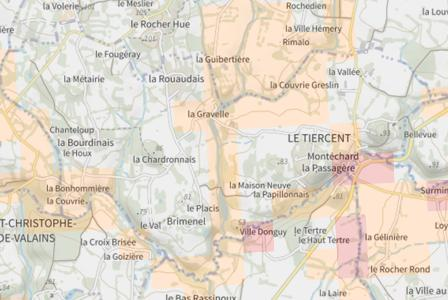 la Volerie
le Meslier
Rochedien
le Rocher Hue
la Ville Hémery
Rimalo
le Fougéray
la Guibertière
la Vallée
la Métairie
la Rouaudais
la Couvrie Greslin
la Gravelle
Chanteloup
LE TIERCENT
Bellevue
la Bourdinais
le Houx
la Chardronnais
93
Montéchard
la Passagère
la Bonhommière
la Maison Neuve
la Papillonnais
la Couvrie
le Placis
T-CHRISTOPHE
DE-VALAINS
le Val
Brimenel
Ville Donguy
le Tertre
le Haut Tertre
la Gélinière
la Croix Brisée
la Goizière
le Rocher Rond
le Bas Rassinoux
la Laire
la Ville au